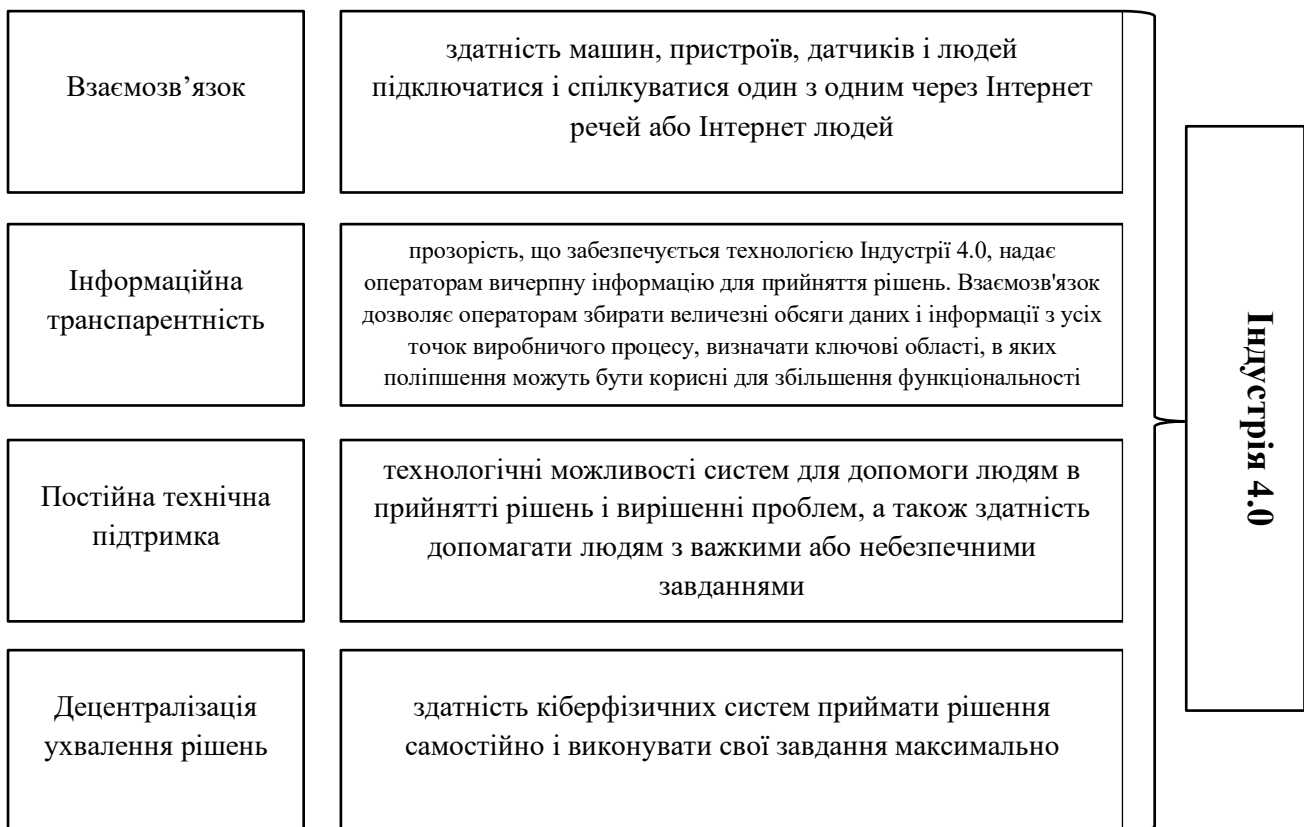 Взаємозв’язок
здатність машин, пристроїв, датчиків і людей
підключатися і спілкуватися один з одним через Інтернет
речей або Інтернет людей
Інформаційна
транспарентність
прозорість, що забезпечується технологією Індустрії 4.0, надає
операторам вичерпну інформацію для прийняття рішень. Взаємозв'язок
дозволяє операторам збирати величезні обсяги даних і інформації з усіх
точок виробничого процесу, визначати ключові області, в яких
поліпшення можуть бути корисні для збільшення функціональності
Постійна технічна
підтримка
технологічні можливості систем для допомоги людям в
прийнятті рішень і вирішенні проблем, а також здатність
допомагати людям з важкими або небезпечними
завданнями
Децентралізація
ухвалення рішень
здатність кіберфізичних систем приймати рішення
самостійно і виконувати свої завдання максимально
Індустрія 4.0